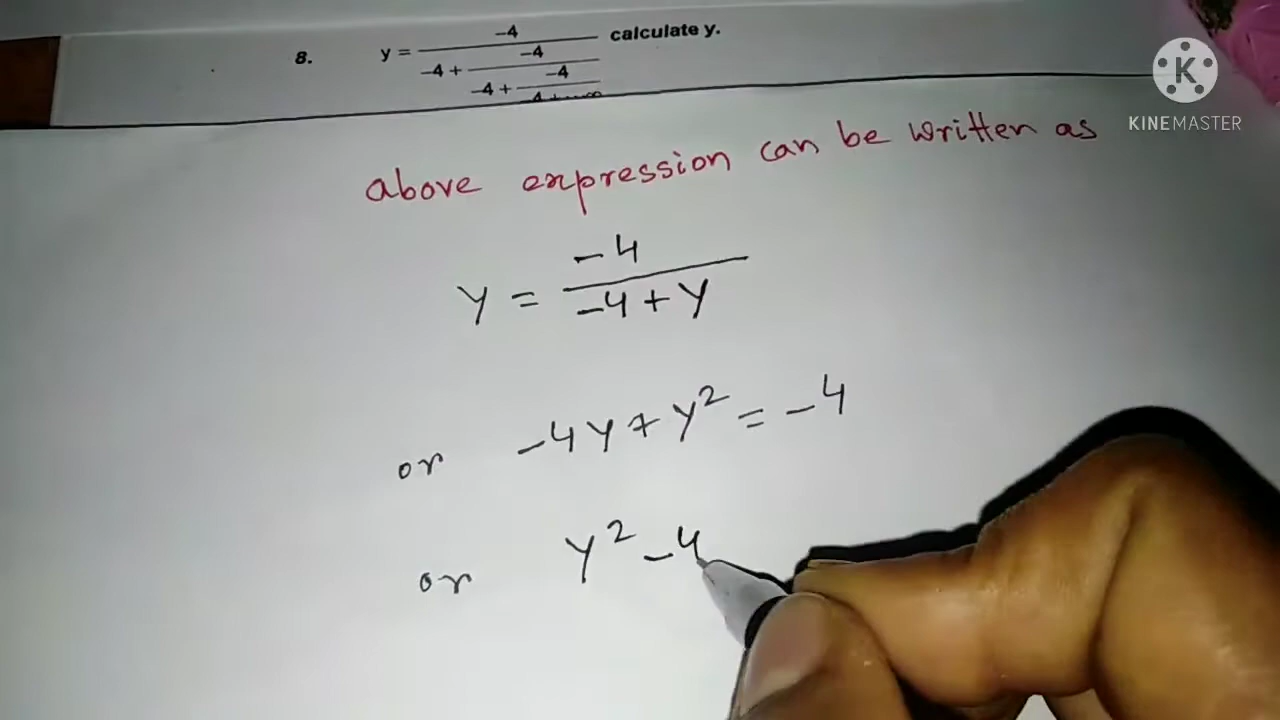 8. y = -4 / -4 + -4 / -4 + -4 / 4 + ...∞ calculate y.
KINEMASTER
above expression can be written as
y = -4 / -4 + y
or -4y + y² = -4
or y² - 4